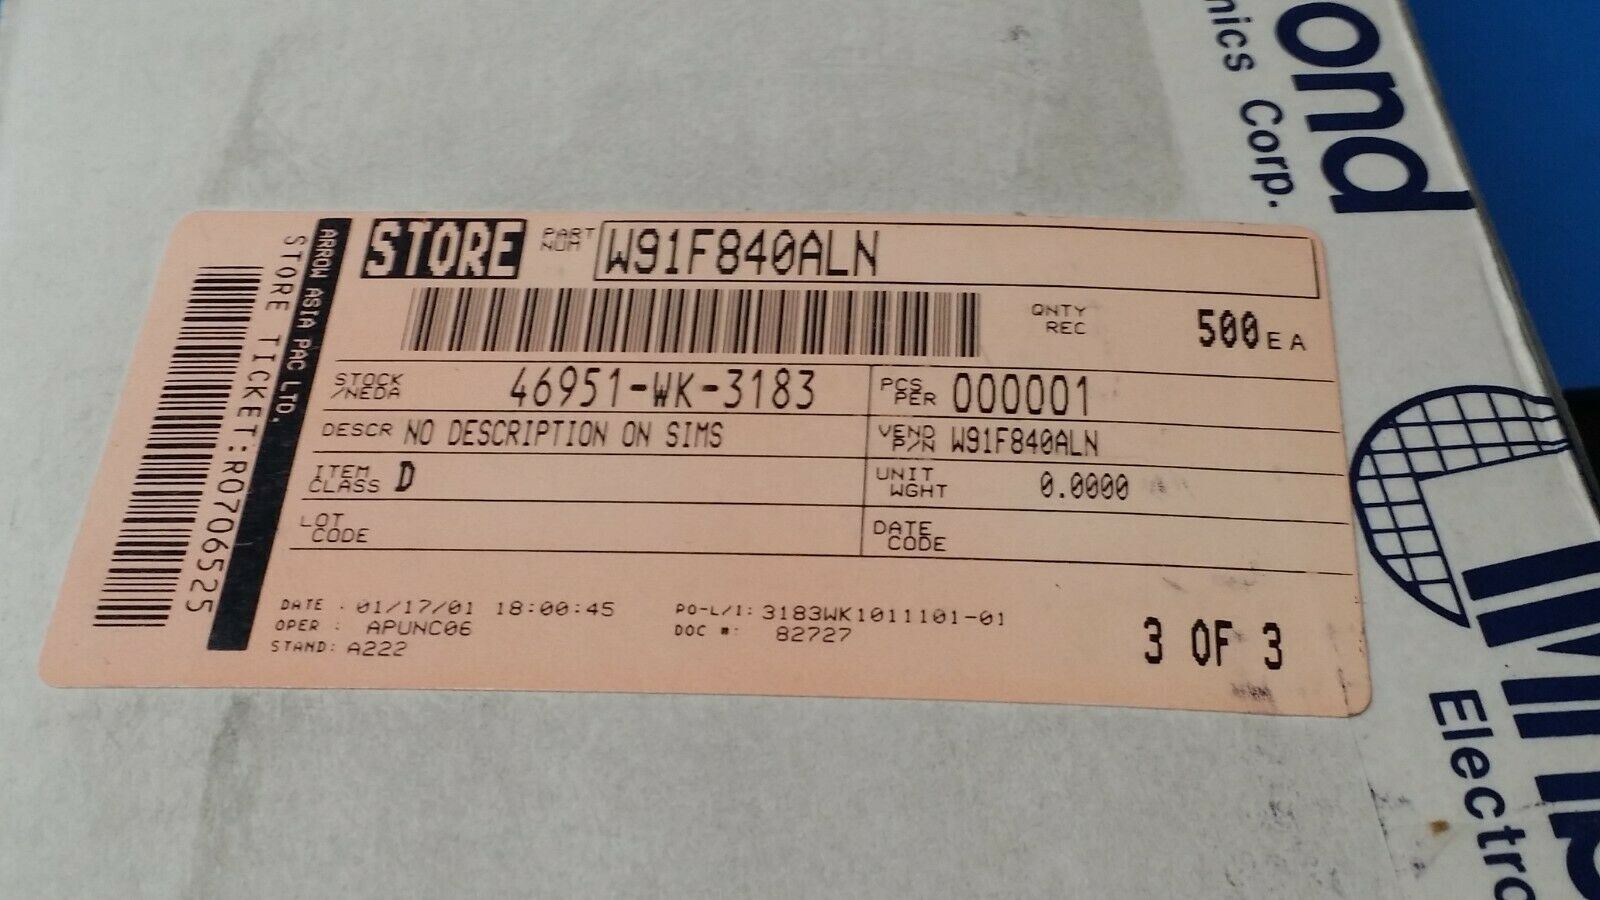 ond
nics Corp.
STORE PART NUM W91F840ALN
QNTY REC 500 EA
STOCK /NEDA 46951-WK-3183 PCS PER 000001
DESCR NO DESCRIPTION ON SIMS VEND P/N W91F840ALN
ITEM CLASS D UNIT WGHT 0.0000
LOT CODE DATE CODE
DATE : 01/17/01 18:00:45 PO-L/I: 3183WK1011101-01
OPER : APUNC06 DOC #: 82727
STAND: A222
3 OF 3
ARROW ASIA PAC LTD.
STORE TICKET:R0706525
Winb
Electro